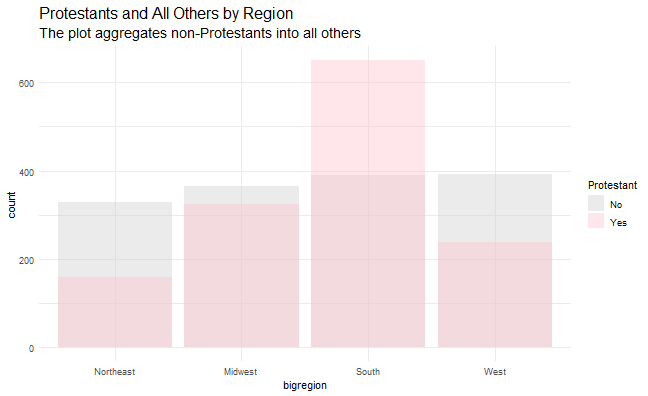 Protestants and All Others by Region
The plot aggregates non-Protestants into all others
600
400
200
0
count
Northeast
Midwest
South
West
bigregion
Protestant
No
Yes